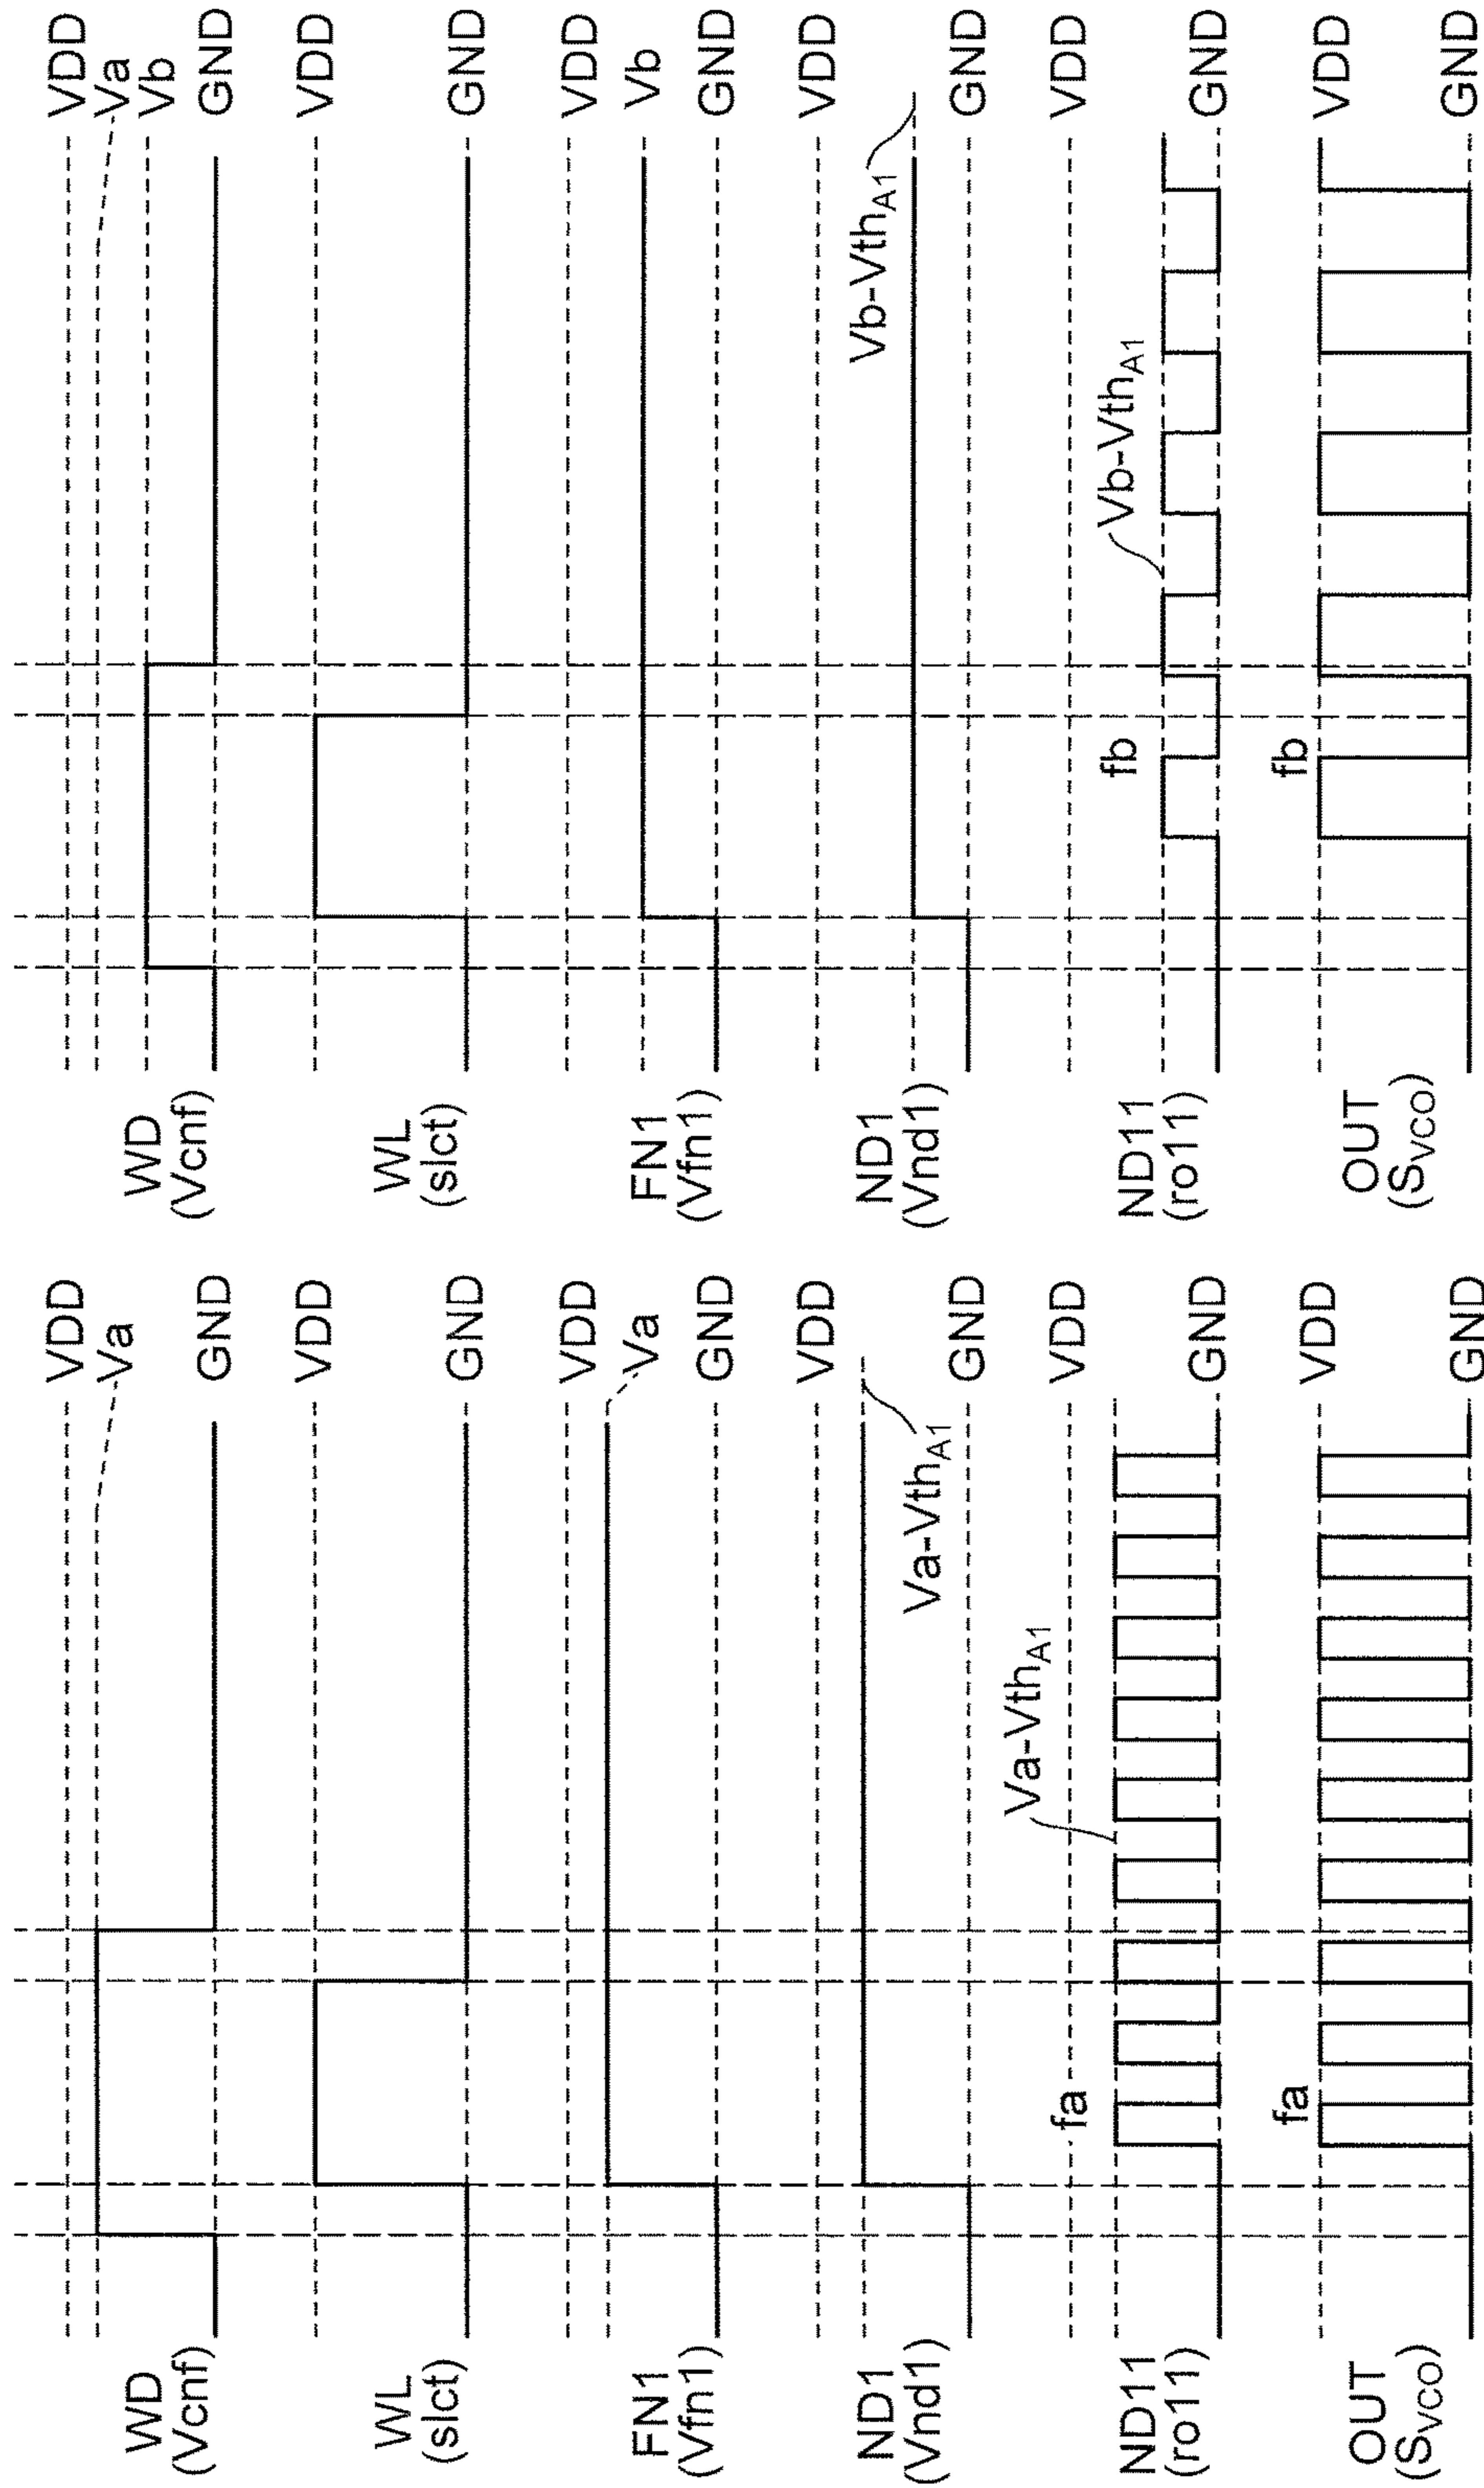 WD
(Vcnf)
VDD
Va
GND
WL
(slct)
VDD
GND
FN1
(Vfn1)
VDD
Va
GND
ND1
(Vnd1)
VDD
GND
Va-VthA1
ND11
(ro11)
fa
Va-VthA1
VDD
GND
OUT
(SVCO)
fa
VDD
GND
WD
(Vcnf)
VDD
Va
Vb
GND
WL
(slct)
VDD
GND
FN1
(Vfn1)
VDD
Vb
GND
ND1
(Vnd1)
VDD
Vb-VthA1
GND
ND11
(ro11)
fb
Vb-VthA1
VDD
GND
OUT
(SVCO)
fb
VDD
GND